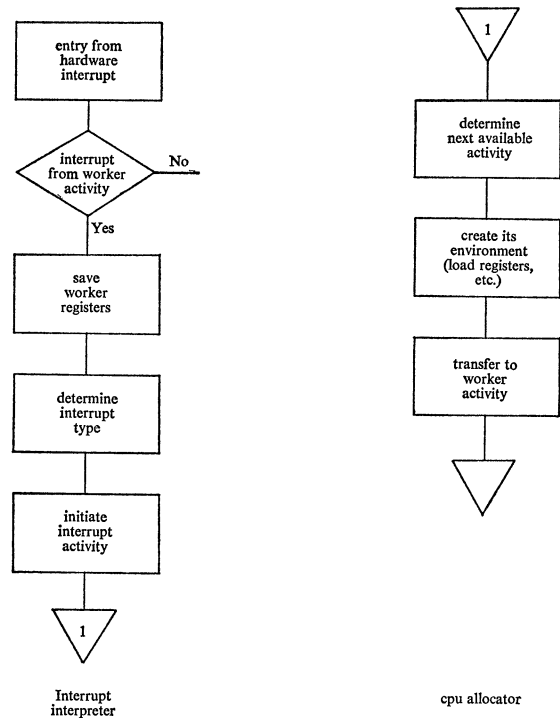 entry from
hardware
interrupt
interrupt
from worker
activity
No
Yes
save
worker
registers
determine
interrupt
type
initiate
interrupt
activity
1
Interrupt
interpreter
1
determine
next available
activity
create its
environment
(load registers,
etc.)
transfer to
worker
activity
cpu allocator